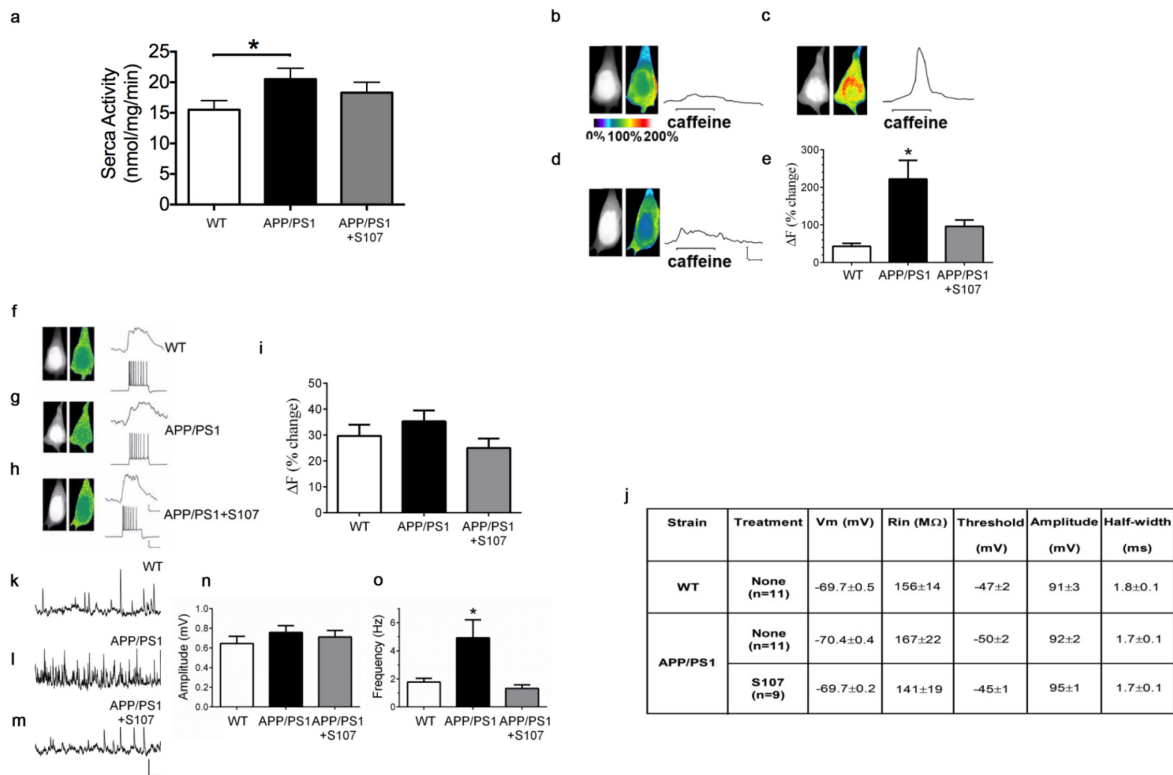 a
Serca Activity
(nmol/mg/min)
25
20
15
10
5
0
*
WT
APP/PS1
APP/PS1
+S107
b
0% 100% 200%
caffeine
c
caffeine
d
caffeine
e
ΔF (% change)
300
200
100
0
*
WT
APP/PS1
APP/PS1
+S107
f
WT
g
APP/PS1
h
APP/PS1+S107
i
ΔF (% change)
50
40
30
20
10
0
WT
APP/PS1
APP/PS1
+S107
j
Strain Treatment Vm (mV) Rin (MΩ) Threshold (mV) Amplitude (mV) Half-width (ms)
WT None (n=11) -69.7±0.5 156±14 -47±2 91±3 1.8±0.1
APP/PS1 None (n=11) -70.4±0.4 167±22 -50±2 92±2 1.7±0.1
S107 (n=9) -69.7±0.2 141±19 -45±1 95±1 1.7±0.1
k
WT
l
APP/PS1
m
APP/PS1
+S107
n
Amplitude (mV)
1.0
0.8
0.6
0.4
0.2
0.0
WT
APP/PS1
APP/PS1
+S107
o
Frequency (Hz)
6
4
2
0
*
WT
APP/PS1
APP/PS1
+S107